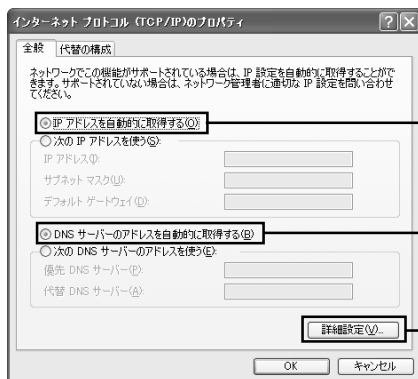 インターネット プロトコル (TCP/IP)のプロパティ
全般
代替の構成
ネットワークでこの機能がサポートされている場合は、IP 設定を自動的に取得することがで
きます。サポートされていない場合は、ネットワーク管理者に適切な IP 設定を問い合わせ
てください。
IP アドレスを自動的に取得する(O)
次の IP アドレスを使う(S):
IP アドレス(I):
サブネット マスク(U):
デフォルト ゲートウェイ(D):
DNS サーバーのアドレスを自動的に取得する(B)
次の DNS サーバーのアドレスを使う(E):
優先 DNS サーバー(P):
代替 DNS サーバー(A):
詳細設定(V)...
OK
キャンセル